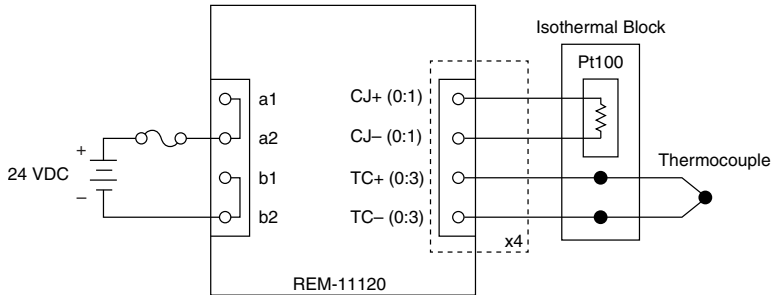 Isothermal Block
Pt100
a1
CJ+ (0:1)
a2
CJ– (0:1)
+
24 VDC
–
b1
TC+ (0:3)
Thermocouple
b2
TC– (0:3)
x4
REM-11120